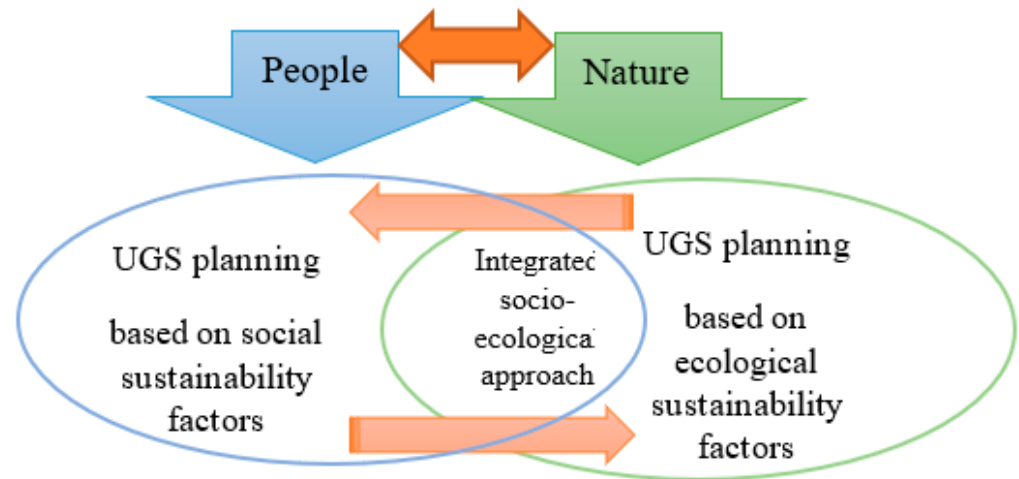 People
Nature
UGS planning
based on social
sustainability
factors
Integrated
socio-
ecological
approach
UGS planning
based on
ecological
sustainability
factors